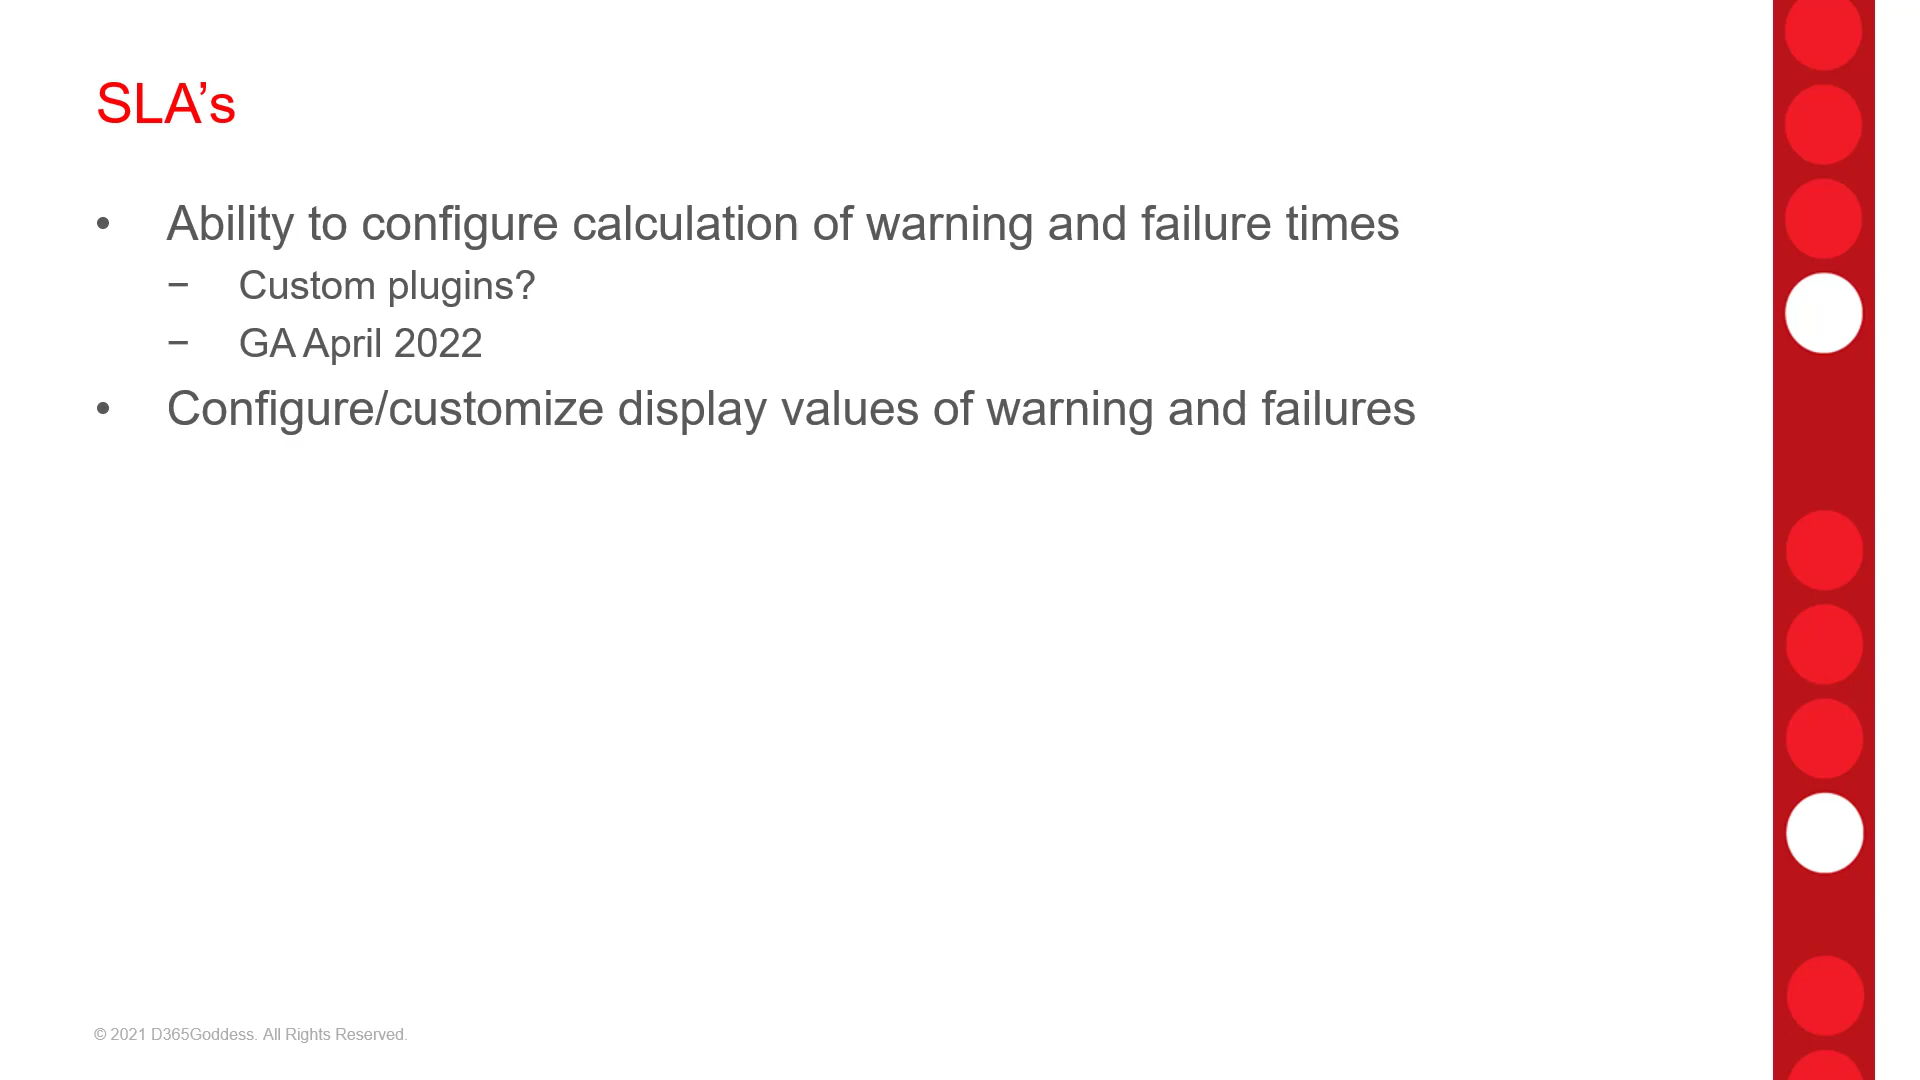 SLA’s
• Ability to configure calculation of warning and failure times
– Custom plugins?
– GA April 2022
• Configure/customize display values of warning and failures
© 2021 D365Goddess. All Rights Reserved.